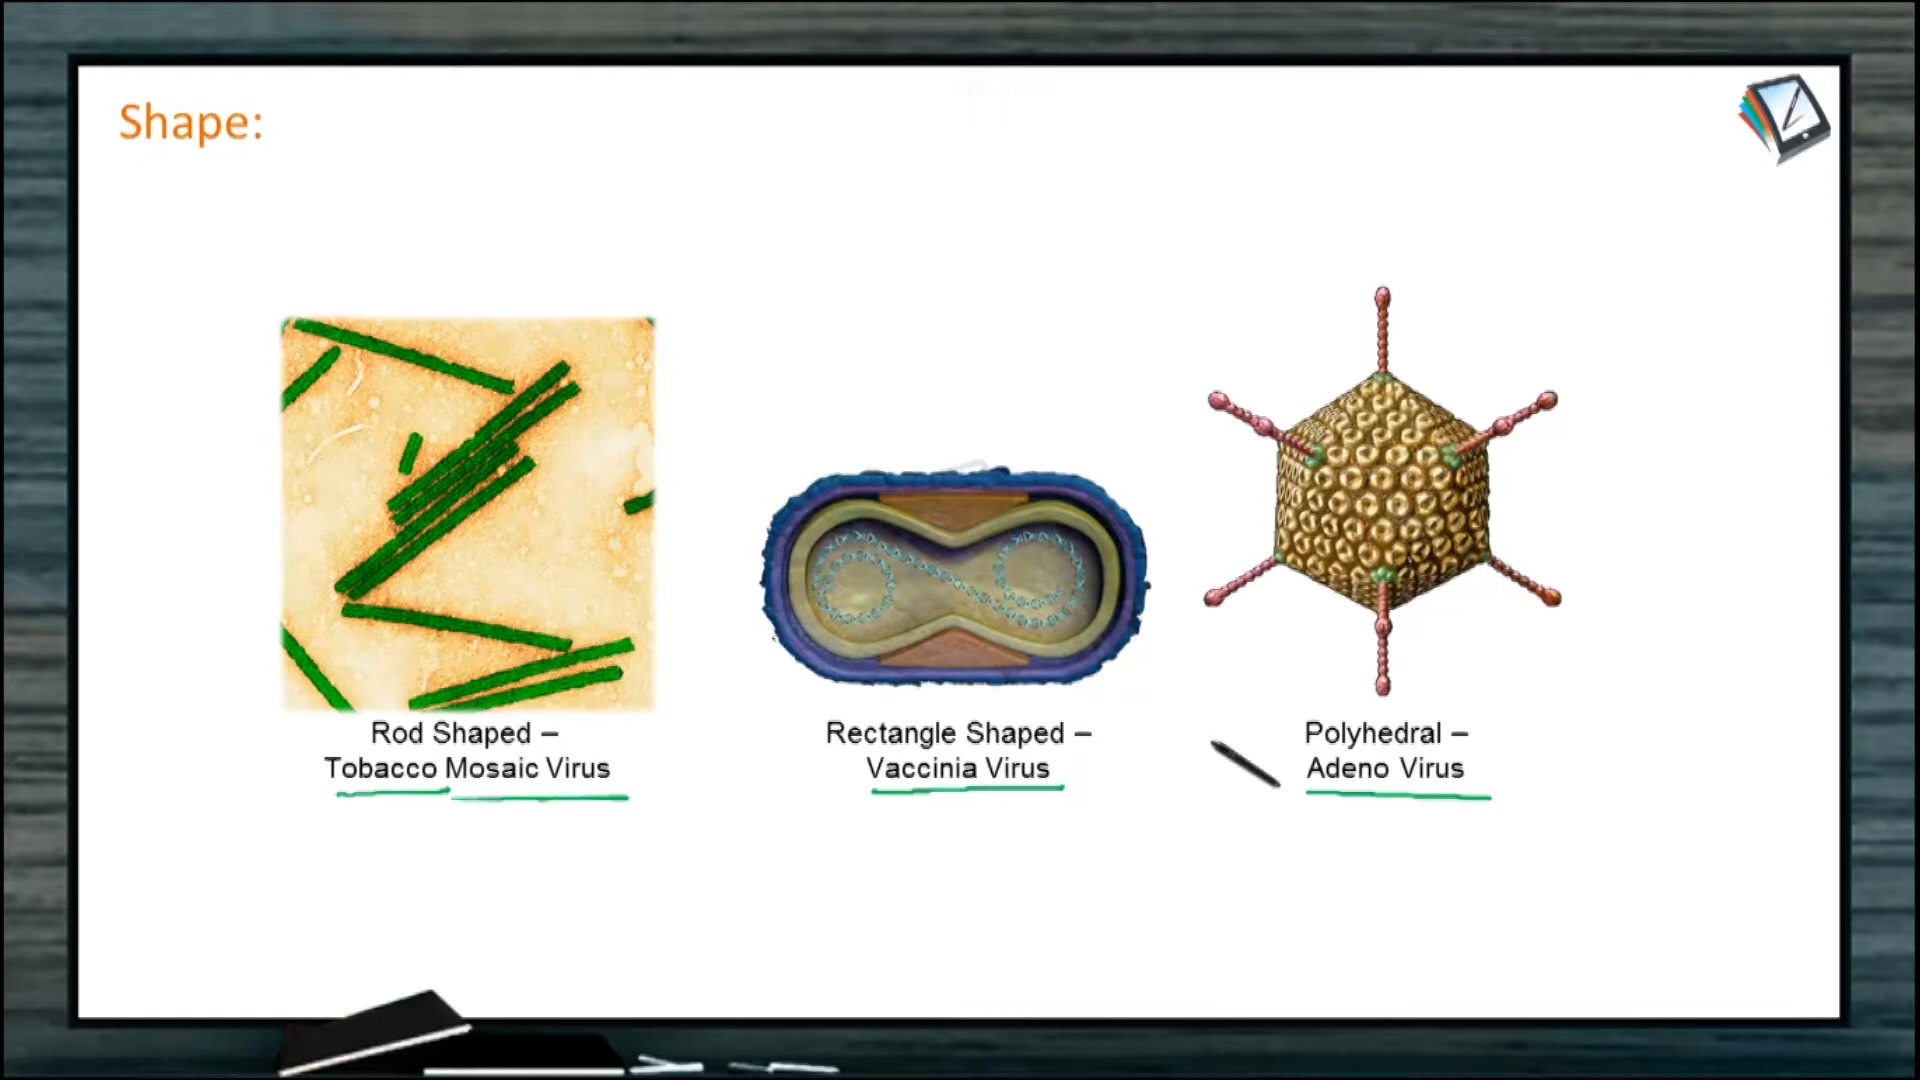 Shape:
Rod Shaped –
Tobacco Mosaic Virus
Rectangle Shaped –
Vaccinia Virus
Polyhedral –
Adeno Virus